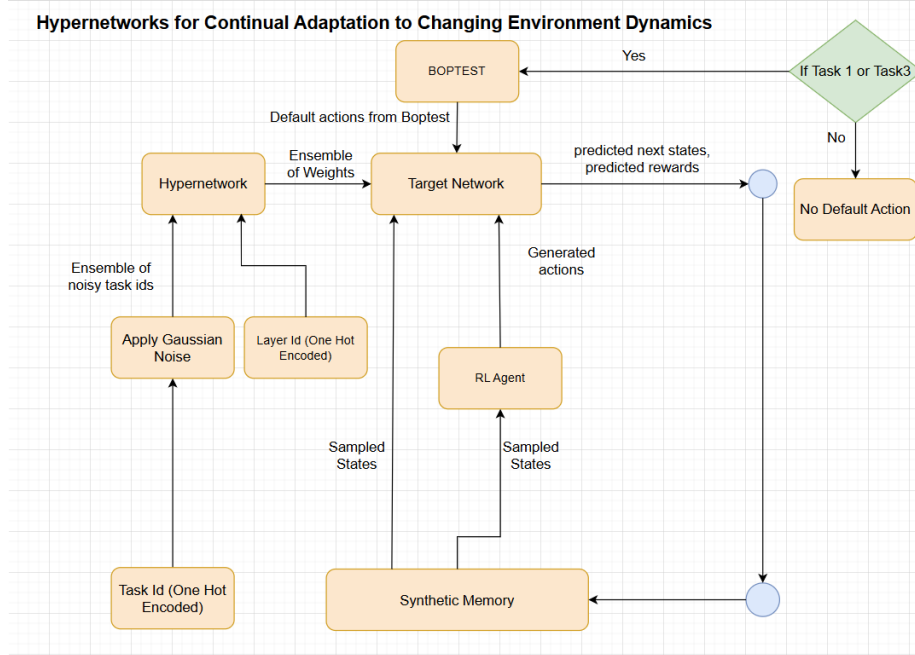 Hypernetworks for Continual Adaptation to Changing Environment Dynamics
BOPTEST
Yes
If Task 1 or Task3
Default actions from Boptest
No
Ensemble
of Weights
predicted next states,
predicted rewards
Hypernetwork
Target Network
No Default Action
Ensemble of
noisy task ids
Generated
actions
Apply Gaussian
Noise
Layer Id (One Hot
Encoded)
RL Agent
Sampled
States
Sampled
States
Task Id (One Hot
Encoded)
Synthetic Memory